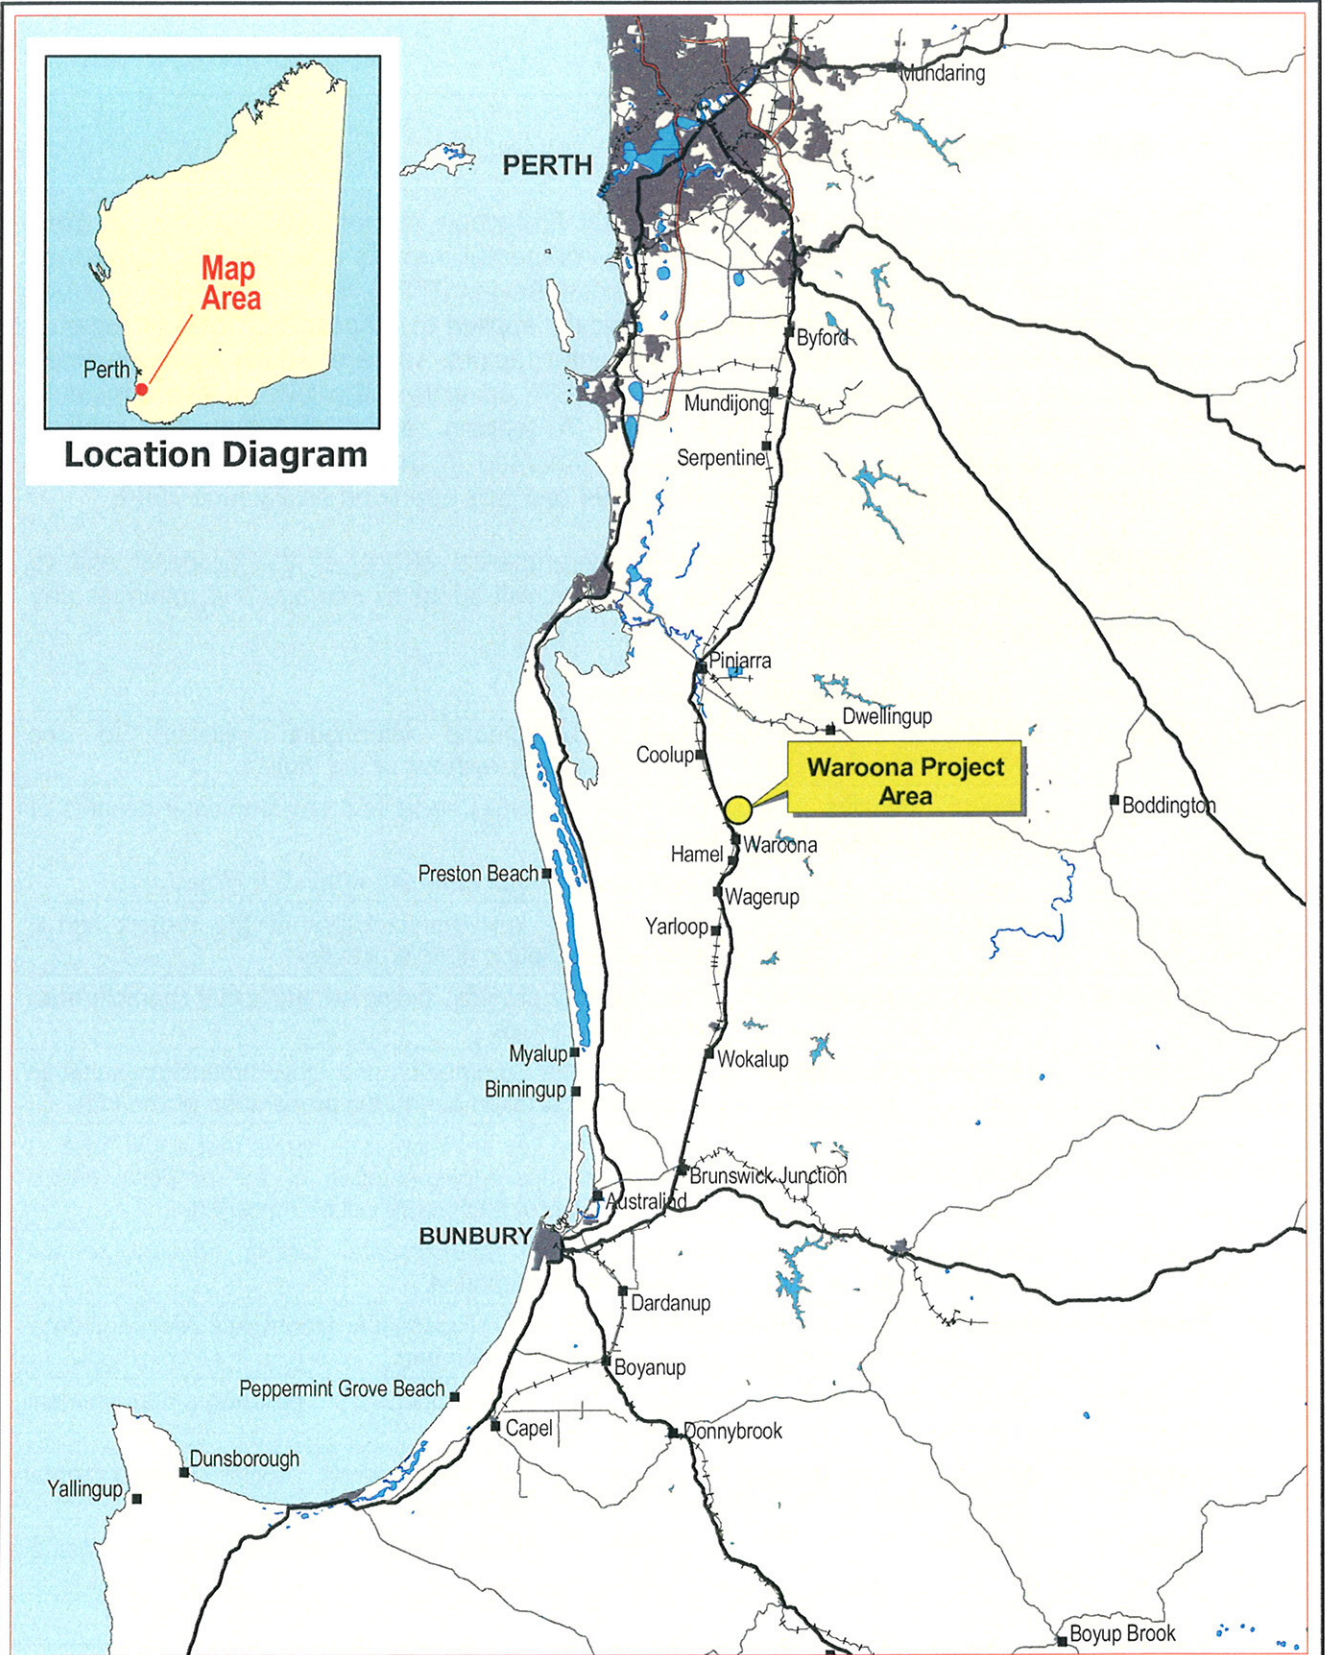 Mundaring
PERTH
Map
Area
Perth
Location Diagram
Byford
Mundijong
Serpentine
Pinjarra
Dwellingup
Coolup
Waroona Project
Area
Boddington
Waroona
Hamel
Preston Beach
Wagerup
Yarloop
Myalup
Wokalup
Binningup
Brunswick Junction
Australind
BUNBURY
Dardanup
Boyanup
Peppermint Grove Beach
Capel
Donnybrook
Dunsborough
Yallingup
Boyup Brook